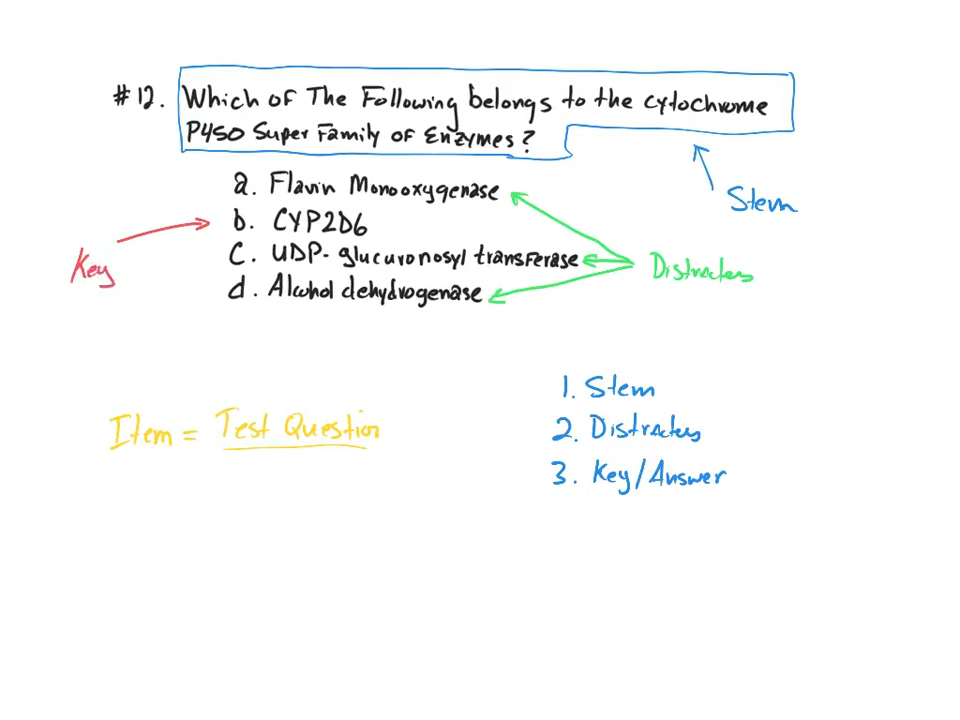 #12. Which of The Following belongs to the cytochrome
P450 Super Family of Enzymes?
Stem
a. Flavin Monooxygenase
b. CYP2D6
c. UDP-glucuronosyl transferase
d. Alcohol dehydrogenase
Key
Distracters
Item = Test Question
1. Stem
2. Distracters
3. Key/Answer